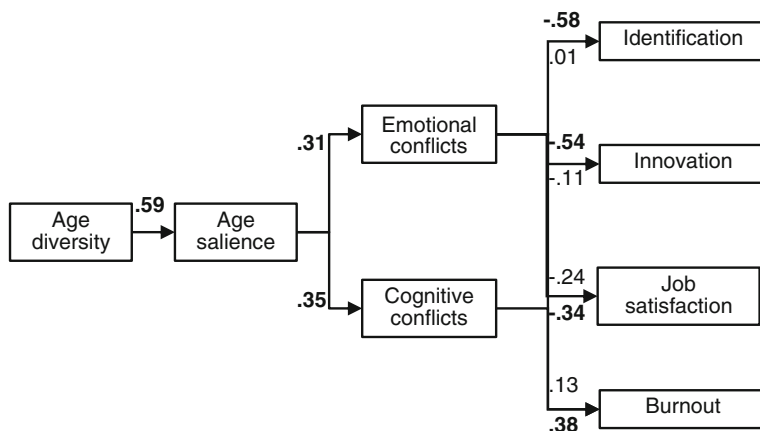 -.58
Identification
.01
Emotional
conflicts
.31
-.54
Innovation
-.11
.59
Age
diversity
Age
salience
.35
Cognitive
conflicts
-.24
Job
satisfaction
-.34
.13
Burnout
.38